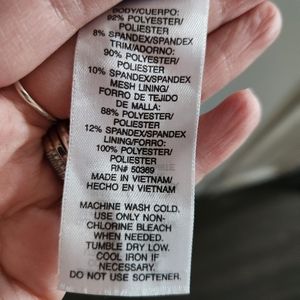 BODY/CUERPO:
92% POLYESTER/
POLIESTER
8% SPANDEX/SPANDEX
TRIM/ADORNO:
90% POLYESTER/
POLIESTER
10% SPANDEX/SPANDEX
MESH LINING/
FORRO DE TEJIDO
DE MALLA:
88% POLYESTER/
POLIESTER
12% SPANDEX/SPANDEX
LINING/FORRO:
100% POLYESTER/
POLIESTER
RN# 50369
MADE IN VIETNAM/
HECHO EN VIETNAM
MACHINE WASH COLD.
USE ONLY NON-
CHLORINE BLEACH
WHEN NEEDED.
TUMBLE DRY LOW.
COOL IRON IF
NECESSARY.
DO NOT USE SOFTENER.